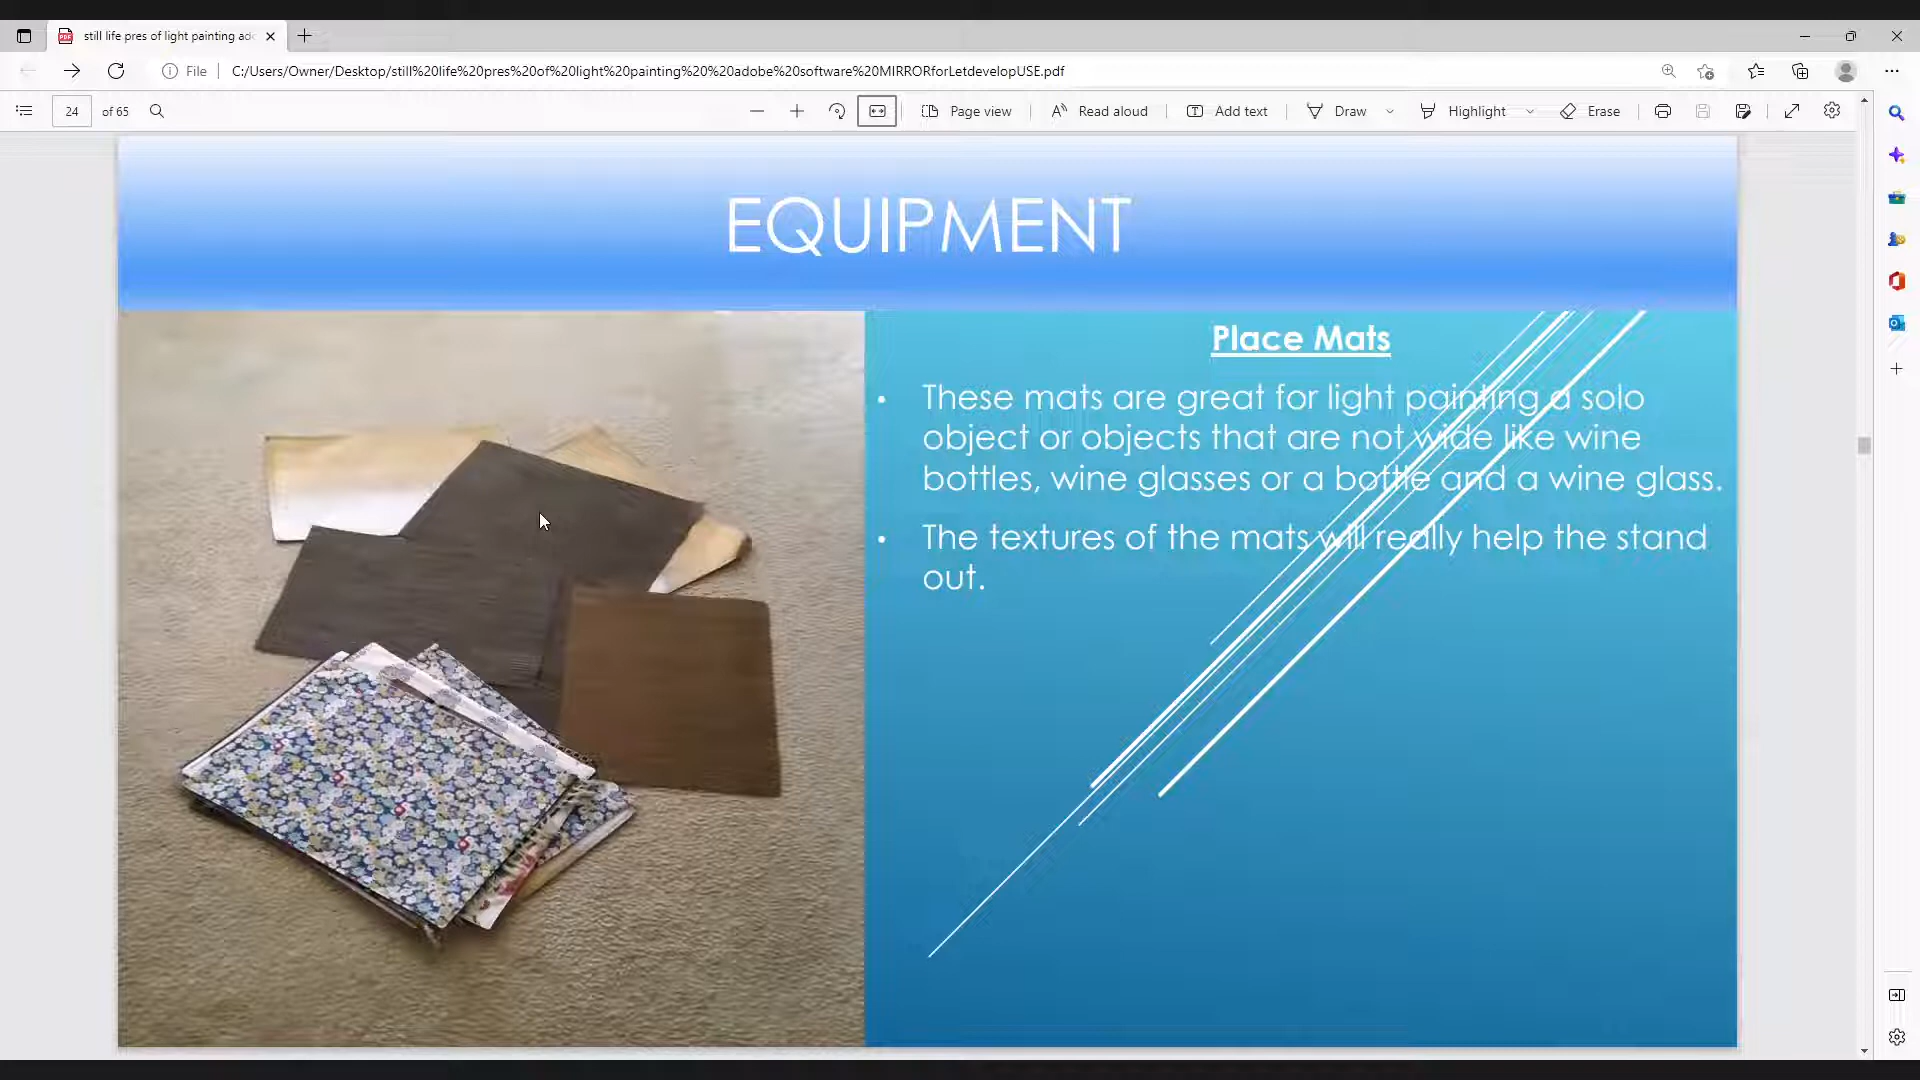 still life pres of light painting ad
File
C:/Users/Owner/Desktop/still%20life%20pres%20of%20light%20painting%20%20adobe%20software%20MIRRORforLetdevelopUSE.pdf
24 of 65
Page view
Read aloud
Add text
Draw
Highlight
Erase
EQUIPMENT
Place Mats
• These mats are great for light painting a solo
object or objects that are not wide like wine
bottles, wine glasses or a bottle and a wine glass.
• The textures of the mats will really help the stand
out.